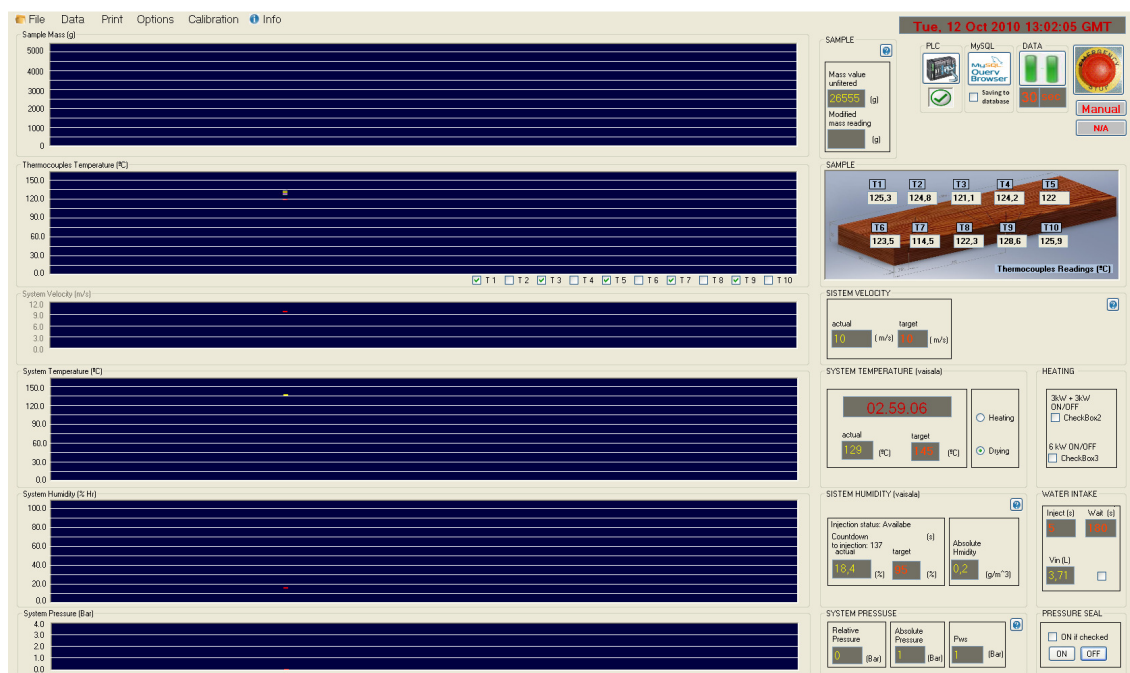 File Data Print Options Calibration Info
Tue, 12 Oct 2010 13:02:05 GMT
Sample Mass (g)
5000
4000
3000
2000
1000
0
SAMPLE
Mass value
unfiltered
26555 (g)
Modified
mass reading
(g)
PLC MySQL DATA
MySQL
Query
Browser
Saving to
database
EMERGENCY
STOP
Manual
N/A
Thermocouples Temperature (ºC)
150.0
120.0
90.0
60.0
30.0
0.0
T1 T2 T3 T4 T5 T6 T7 T8 T9 T10
SAMPLE
T1 T2 T3 T4 T5
125,3 124,8 121,1 124,2 122
T6 T7 T8 T9 T10
123,5 114,5 122,3 128,6 125,9
Thermocouples Readings (ºC)
System Velocity (m/s)
12.0
9.0
6.0
3.0
0.0
SISTEM VELOCITY
actual target
10 (m/s) (m/s)
System Temperature (ºC)
150.0
120.0
90.0
60.0
30.0
0.0
SYSTEM TEMPERATURE (vaisala)
02.59.06
actual target
129 (ºC) 145 (ºC)
Heating
Drying
HEATING
3kW + 3kW
ON/OFF
CheckBox2
6 kW ON/OFF
CheckBox3
System Humidity (% Hr)
100.0
80.0
60.0
40.0
20.0
0.0
SISTEM HUMIDITY (vaisala)
Injection status: Availabe
Countdown (s)
to injection: 137
actual target
18,4 (%) (%)
Absolute
Hmidity
0,2 (g/m^3)
WATER INTAKE
Inject (s) Wait (s)
Vin (L)
3,71
System Pressure (Bar)
4.0
3.0
2.0
1.0
0.0
SYSTEM PRESSUSE
Relative
Pressure
0 (Bar)
Absolute
Pressure
1 (Bar)
Pws
1 (Bar)
PRESSURE SEAL
ON if checked
ON OFF